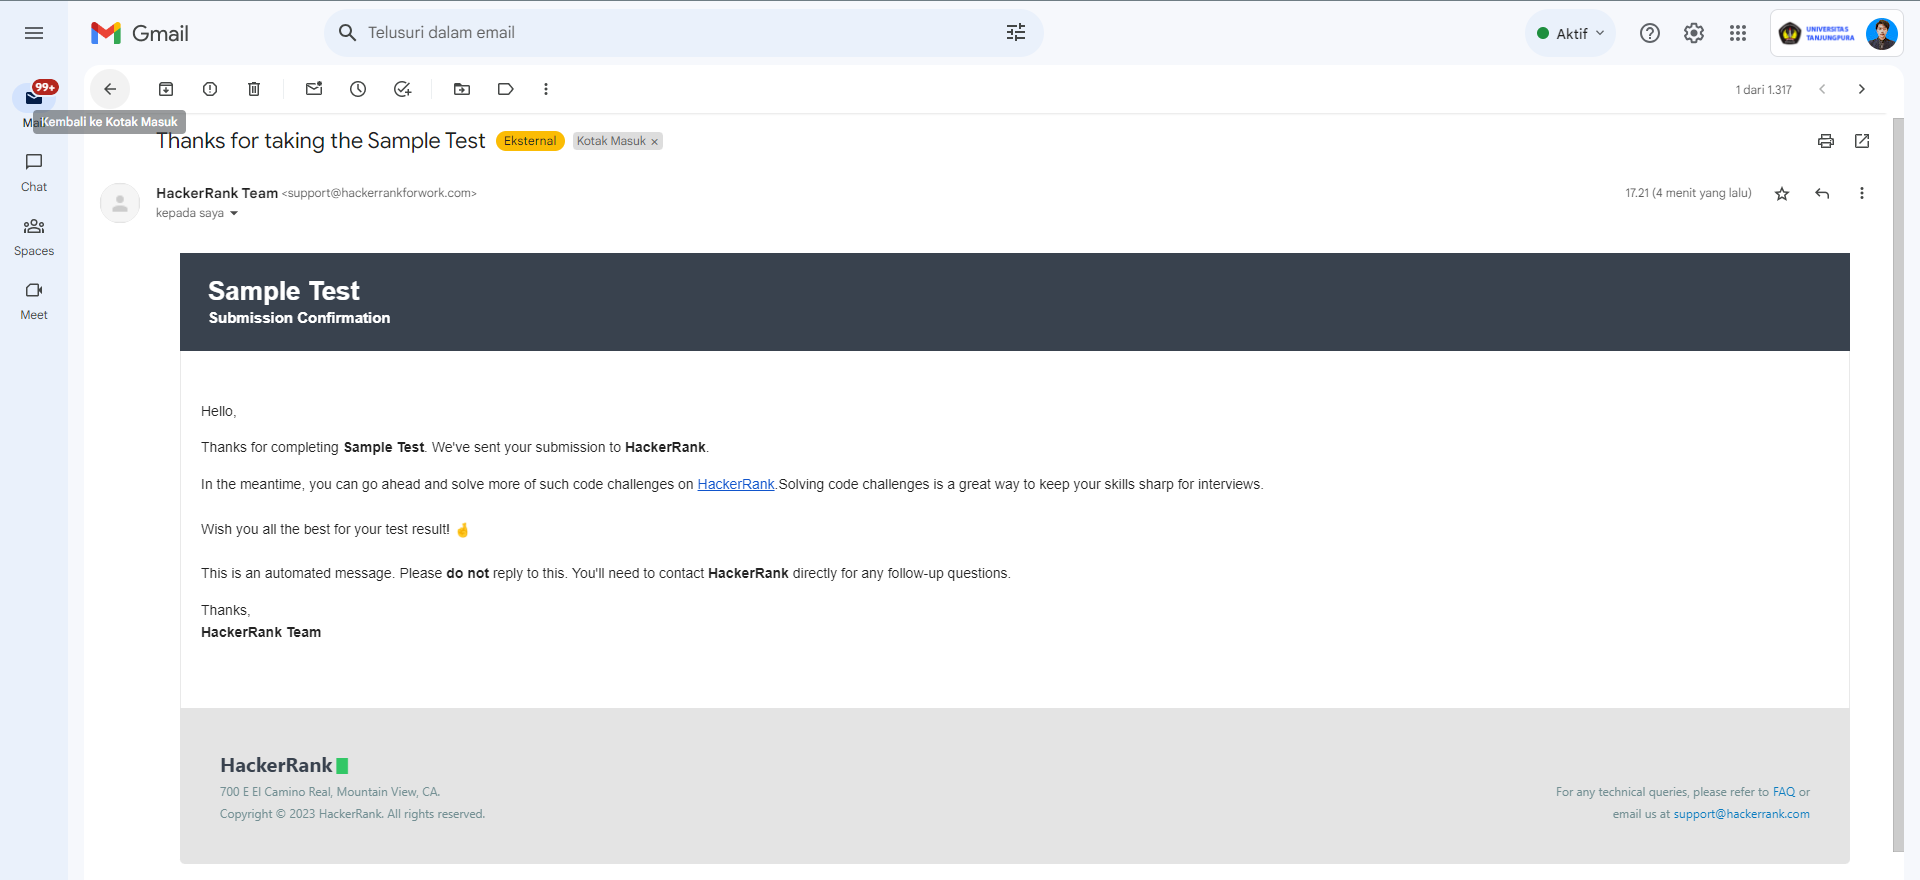 Gmail
Telusuri dalam email
Aktif
UNIVERSITAS
TANJUNGPURA
99+
Mail
Kembali ke Kotak Masuk
Chat
Spaces
Meet
1 dari 1.317
Thanks for taking the Sample Test
Eksternal
Kotak Masuk ×
HackerRank Team <support@hackerrankforwork.com>
17.21 (4 menit yang lalu)
kepada saya
Sample Test
Submission Confirmation
Hello,
Thanks for completing Sample Test. We've sent your submission to HackerRank.
In the meantime, you can go ahead and solve more of such code challenges on HackerRank.Solving code challenges is a great way to keep your skills sharp for interviews.
Wish you all the best for your test result! 🤞
This is an automated message. Please do not reply to this. You'll need to contact HackerRank directly for any follow-up questions.
Thanks,
HackerRank Team
HackerRank
700 E El Camino Real, Mountain View, CA.
Copyright © 2023 HackerRank. All rights reserved.
For any technical queries, please refer to FAQ or
email us at support@hackerrank.com